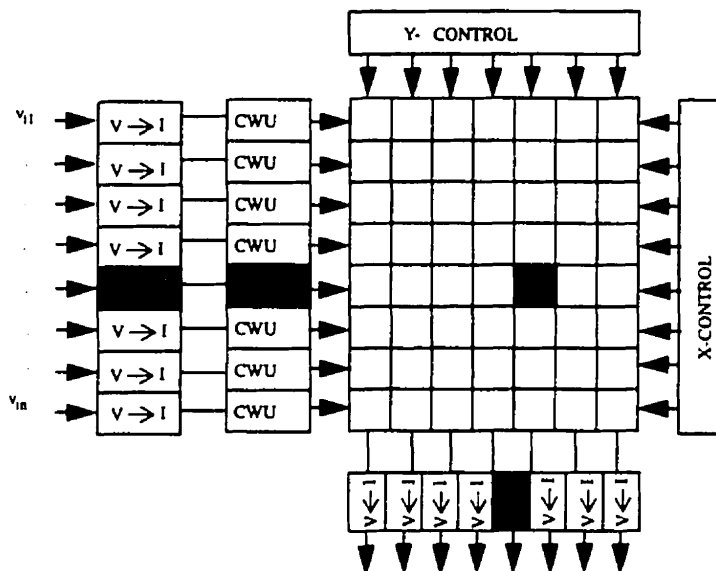 Y- CONTROL
v_i1 V → I CWU
V → I CWU
V → I CWU
V → I CWU
V → I CWU
V → I CWU
v_in V → I CWU
X-CONTROL
V ← I
V ← I
V ← I
V ← I
V ← I
V ← I
V ← I